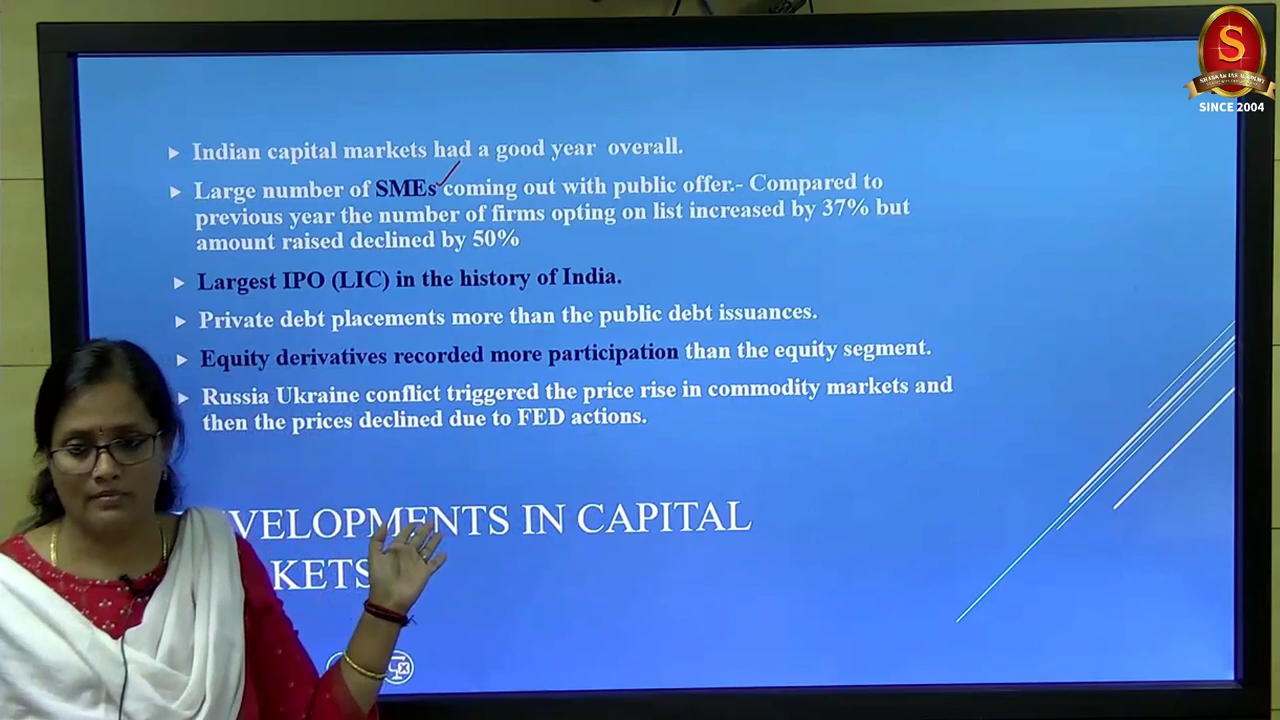 Indian capital markets had a good year overall.
Large number of SMEs coming out with public offer.- Compared to
previous year the number of firms opting on list increased by 37% but
amount raised declined by 50%
Largest IPO (LIC) in the history of India.
Private debt placements more than the public debt issuances.
Equity derivatives recorded more participation than the equity segment.
Russia Ukraine conflict triggered the price rise in commodity markets and
then the prices declined due to FED actions.
VELOPMENTS IN CAPITAL
KETS
S
SHANKAR IAS ACADEMY
SINCE 2004